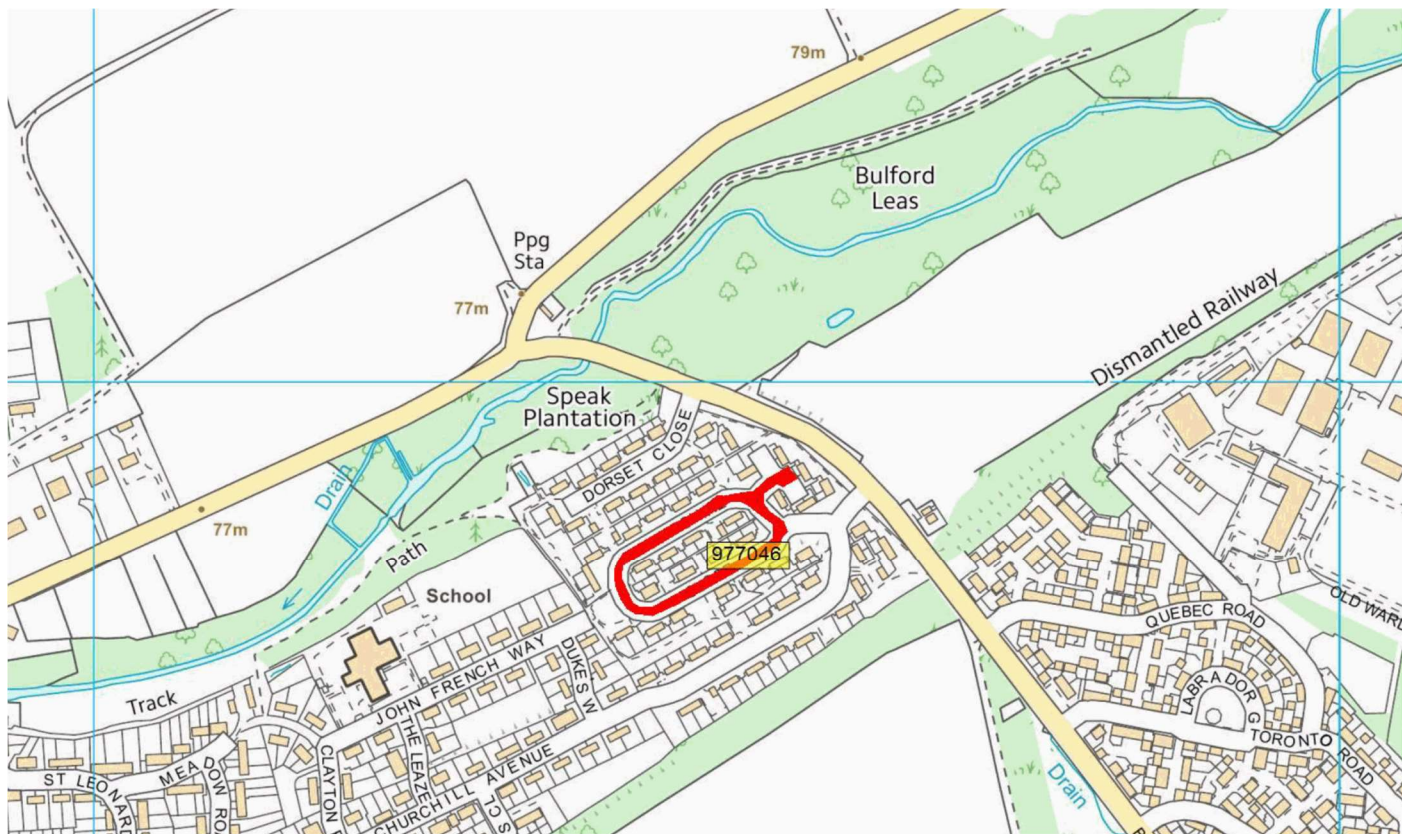 79m
Bulford
Leas
Ppg
Sta
77m
Dismantled Railway
Speak
Plantation
DORSET CLOSE
Drain
77m
977046
Path
School
OLD WARD
QUEBEC ROAD
LABRADOR
TORONTO ROAD
Track
JOHN FRENCH WAY
DUKES W
THE LEAZE
CHURCHILL AVENUE
CLAYTON
MEADOW RO
ST LEONARD
Drain